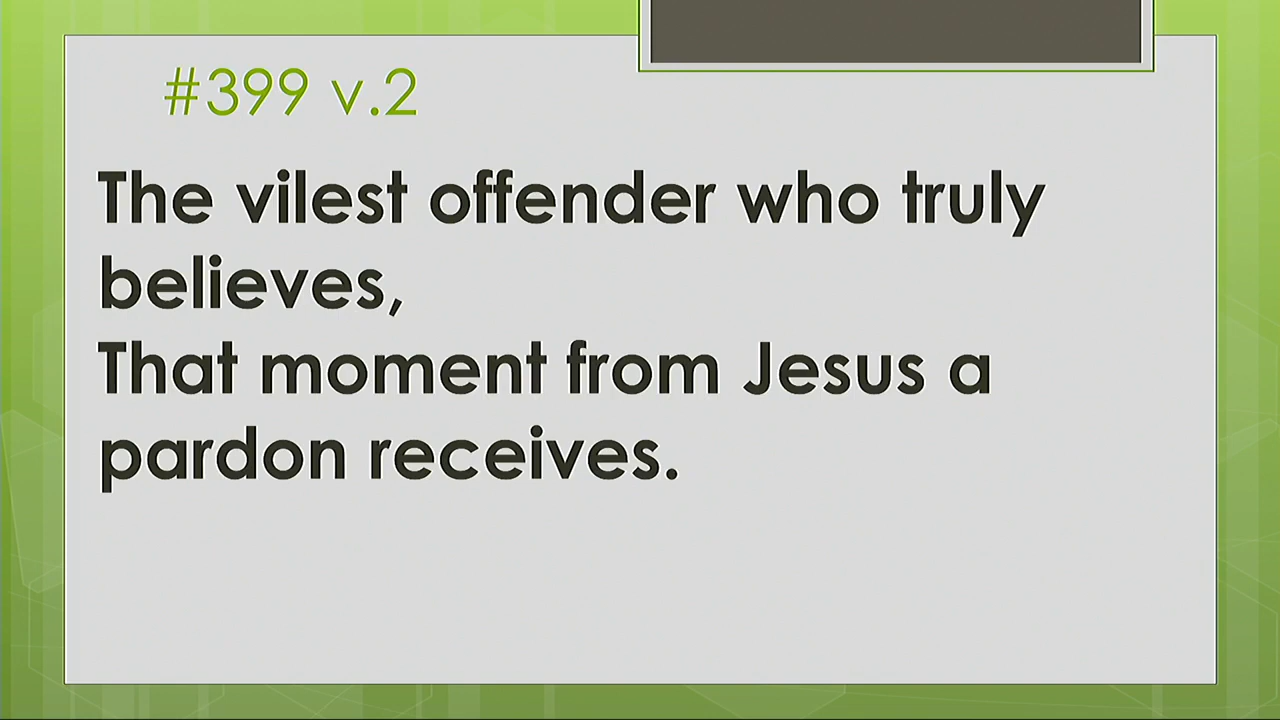 #399 v.2
The vilest offender who truly
believes,
That moment from Jesus a
pardon receives.